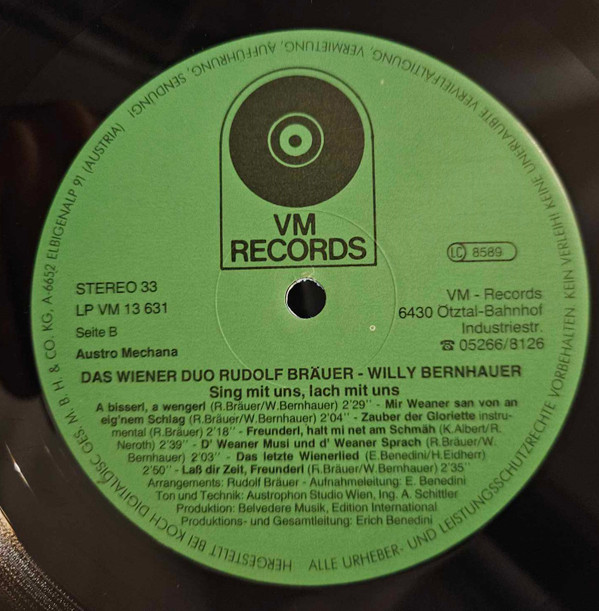 VM
RECORDS
LC 8589
STEREO 33
LP VM 13 631
Seite B
Austro Mechana
VM - Records
6430 Ötztal-Bahnhof
Industriestr.
☎ 05266/8126
DAS WIENER DUO RUDOLF BRÄUER - WILLY BERNHAUER
Sing mit uns, lach mit uns
A bisserl, a wengerl (R.Bräuer/W.Bernhauer) 2'29'' - Mir Weaner san von an
eig'nem Schlag (R.Bräuer/W.Bernhauer) 2'04'' - Zauber der Gloriette instru-
mental (R.Bräuer) 2'18'' - Freunderl, halt mi net am Schmäh (K.Albert/R.
Neroth) 2'39'' - D' Weaner Musi und d' Weaner Sprach (R.Bräuer/W.
Bernhauer) 2'03'' - Das letzte Wienerlied (E.Benedini/H.Eidherr)
2'50'' - Laß dir Zeit, Freunderl (R.Bräuer/W.Bernhauer) 2'35''
Arrangements: Rudolf Bräuer - Aufnahmeleitung: E. Benedini
Ton und Technik: Austrophon Studio Wien, Ing. A. Schittler
Produktion: Belvedere Musik, Edition International
Produktions- und Gesamtleitung: Erich Benedini
HERGESTELLT BEI KOCH DIGITALDISC GES.M.B.H. & CO. KG, A-6652 ELBIGENALP 91 (AUSTRIA)
ALLE URHEBER- UND LEISTUNGSSCHUTZRECHTE VORBEHALTEN. KEIN VERLEIH! KEINE UNERLAUBTE VERVIELFÄLTIGUNG, VERMIETUNG, AUFFÜHRUNG, SENDUNG!